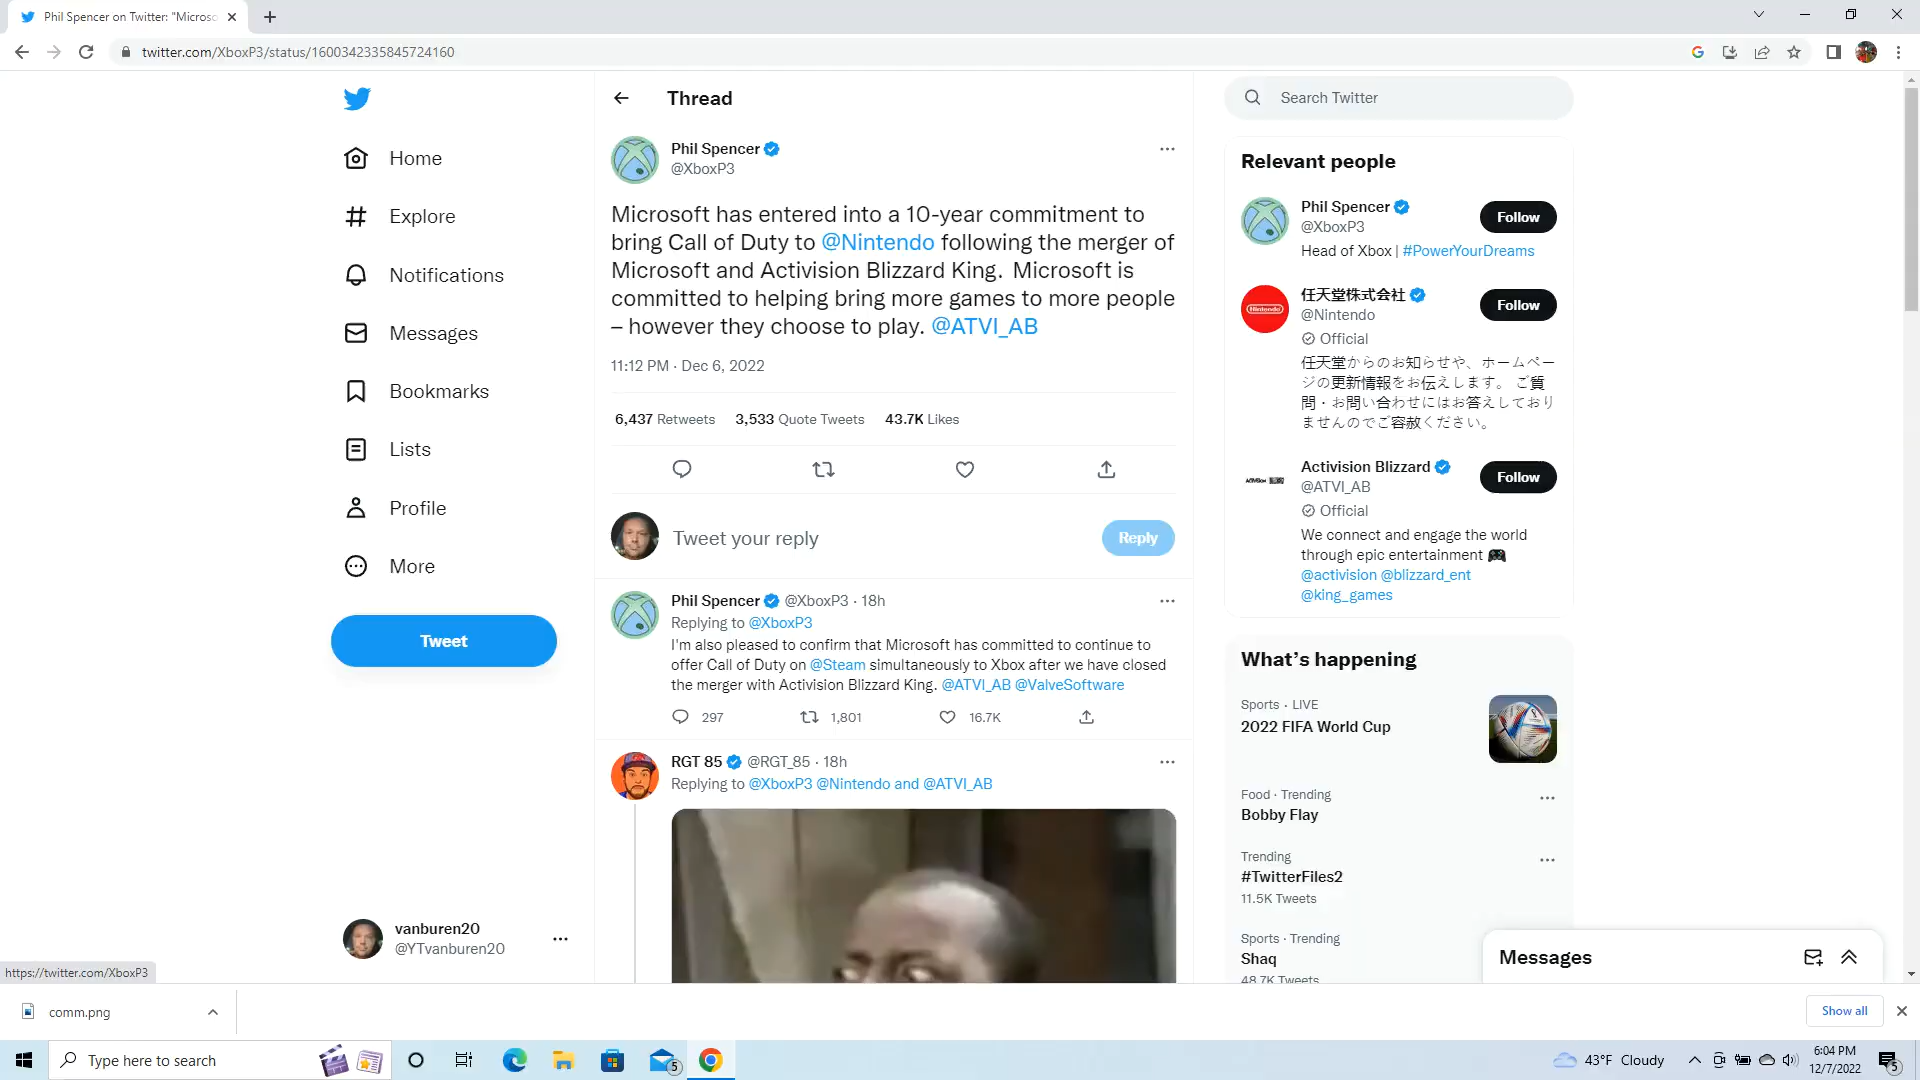 Phil Spencer on Twitter: "Microso
twitter.com/XboxP3/status/1600342335845724160
Home
Explore
Notifications
Messages
Bookmarks
Lists
Profile
More
Tweet
vanburen20
@YTvanburen20
https://twitter.com/XboxP3
Thread
Phil Spencer
@XboxP3
Microsoft has entered into a 10-year commitment to
bring Call of Duty to @Nintendo following the merger of
Microsoft and Activision Blizzard King. Microsoft is
committed to helping bring more games to more people
– however they choose to play. @ATVI_AB
11:12 PM · Dec 6, 2022
6,437 Retweets 3,533 Quote Tweets 43.7K Likes
Tweet your reply
Reply
Phil Spencer @XboxP3 · 18h
Replying to @XboxP3
I'm also pleased to confirm that Microsoft has committed to continue to
offer Call of Duty on @Steam simultaneously to Xbox after we have closed
the merger with Activision Blizzard King. @ATVI_AB @ValveSoftware
297 1,801 16.7K
RGT 85 @RGT_85 · 18h
Replying to @XboxP3 @Nintendo and @ATVI_AB
Search Twitter
Relevant people
Phil Spencer
@XboxP3
Follow
Head of Xbox | #PowerYourDreams
Nintendo
任天堂株式会社
@Nintendo
Follow
Official
任天堂からのお知らせや、ホームペー
ジの更新情報をお伝えします。 ご質
問・お問い合わせにはお答えしており
ませんのでご容赦ください。
Activision Blizzard
@ATVI_AB
Follow
Official
We connect and engage the world
through epic entertainment
@activision @blizzard_ent
@king_games
What's happening
Sports · LIVE
2022 FIFA World Cup
Food · Trending
Bobby Flay
Trending
#TwitterFiles2
11.5K Tweets
Sports · Trending
Shaq
48.7K Tweets
Messages
comm.png
Show all
Type here to search
5
43°F Cloudy
6:04 PM
12/7/2022
5